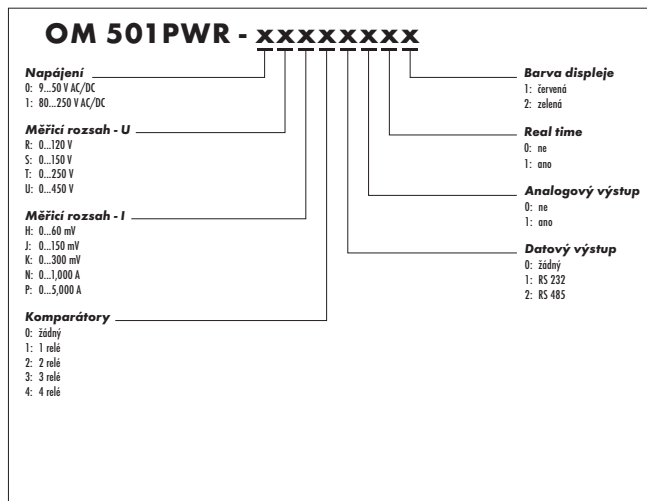 OM 501PWR - xxxxxxxx
Napájení
0: 9...50 V AC/DC
1: 80...250 V AC/DC
Měřicí rozsah - U
R: 0...120 V
S: 0...150 V
T: 0...250 V
U: 0...450 V
Měřicí rozsah - I
H: 0...60 mV
J: 0...150 mV
K: 0...300 mV
N: 0...1,000 A
P: 0...5,000 A
Komparátory
0: žádný
1: 1 relé
2: 2 relé
3: 3 relé
4: 4 relé
Barva displeje
1: červená
2: zelená
Real time
0: ne
1: ano
Analogový výstup
0: ne
1: ano
Datový výstup
0: žádný
1: RS 232
2: RS 485